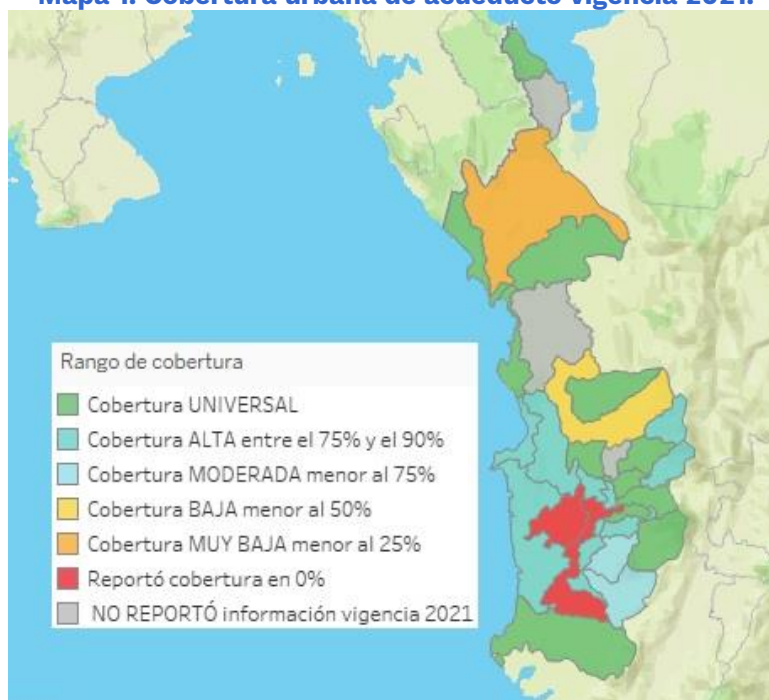 Mapa 1. Cobertura urbana de acueducto vigencia 2021.
Rango de cobertura
Cobertura UNIVERSAL
Cobertura ALTA entre el 75% y el 90%
Cobertura MODERADA menor al 75%
Cobertura BAJA menor al 50%
Cobertura MUY BAJA menor al 25%
Reportó cobertura en 0%
NO REPORTÓ información vigencia 2021